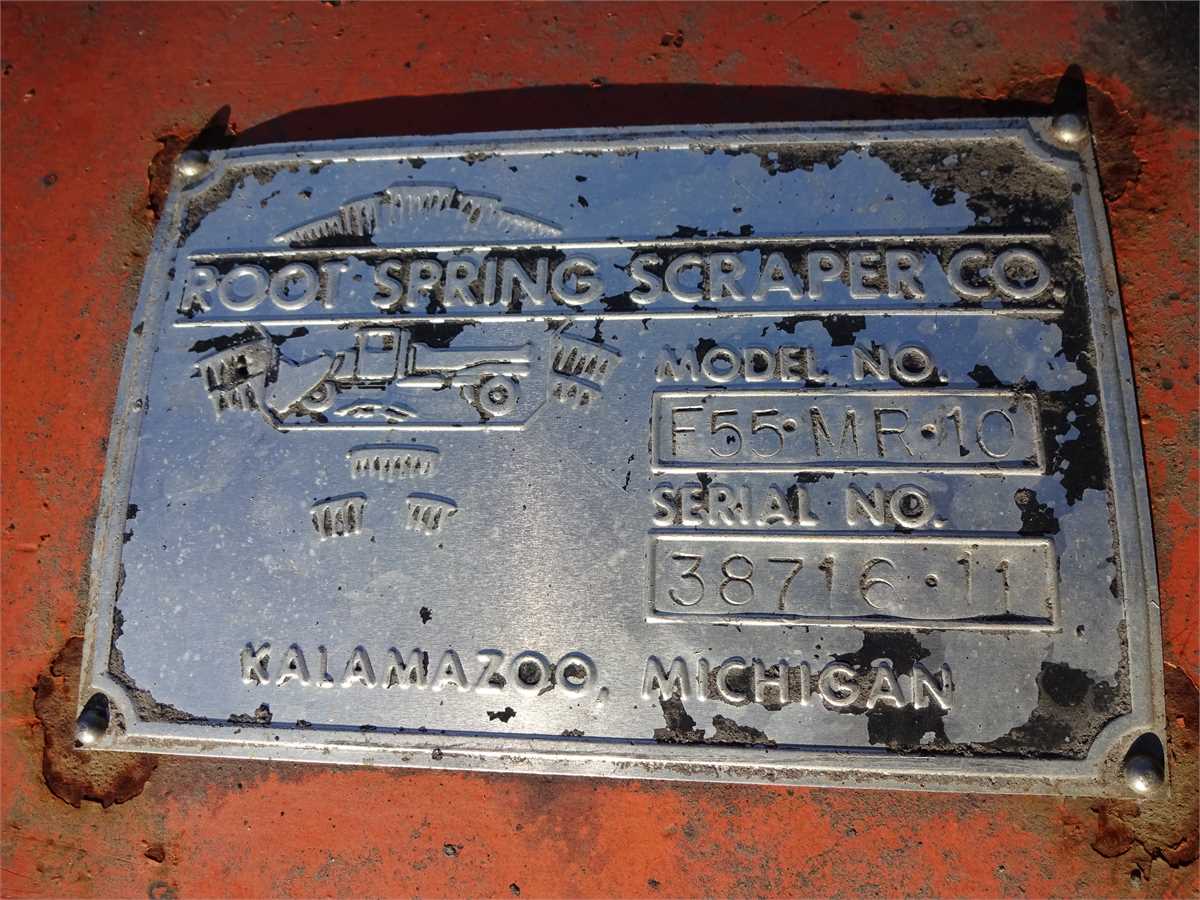 ROOT SPRING SCRAPER CO.
MODEL NO.
F55·MR·10
SERIAL NO.
38716·11
KALAMAZOO, MICHIGAN